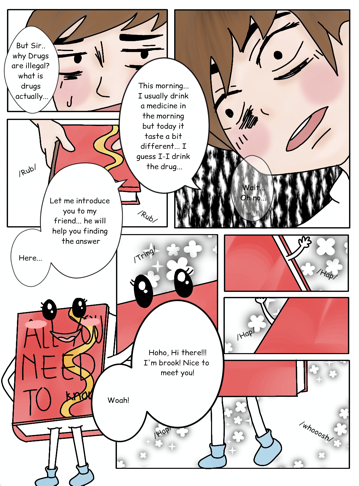 But Sir..
why Drugs
are illegal?
what is
drugs
actually...
This morning...
I usually drink
a medicine in
the morning
but today it
taste a bit
different... I
guess I-I drink
the drug...
Wait..
Oh no...
/Rub/
/Rub/
Let me introduce
you to my
friend... he will
help you finding
the answer
Here...
/Tring/
/Hop/
/Hop/
ALL YOU
NEED
TO KNOW
Hoho, Hi there!!!
I'm brook! Nice to
meet you!
Woah!
/Hop/
/whooosh/